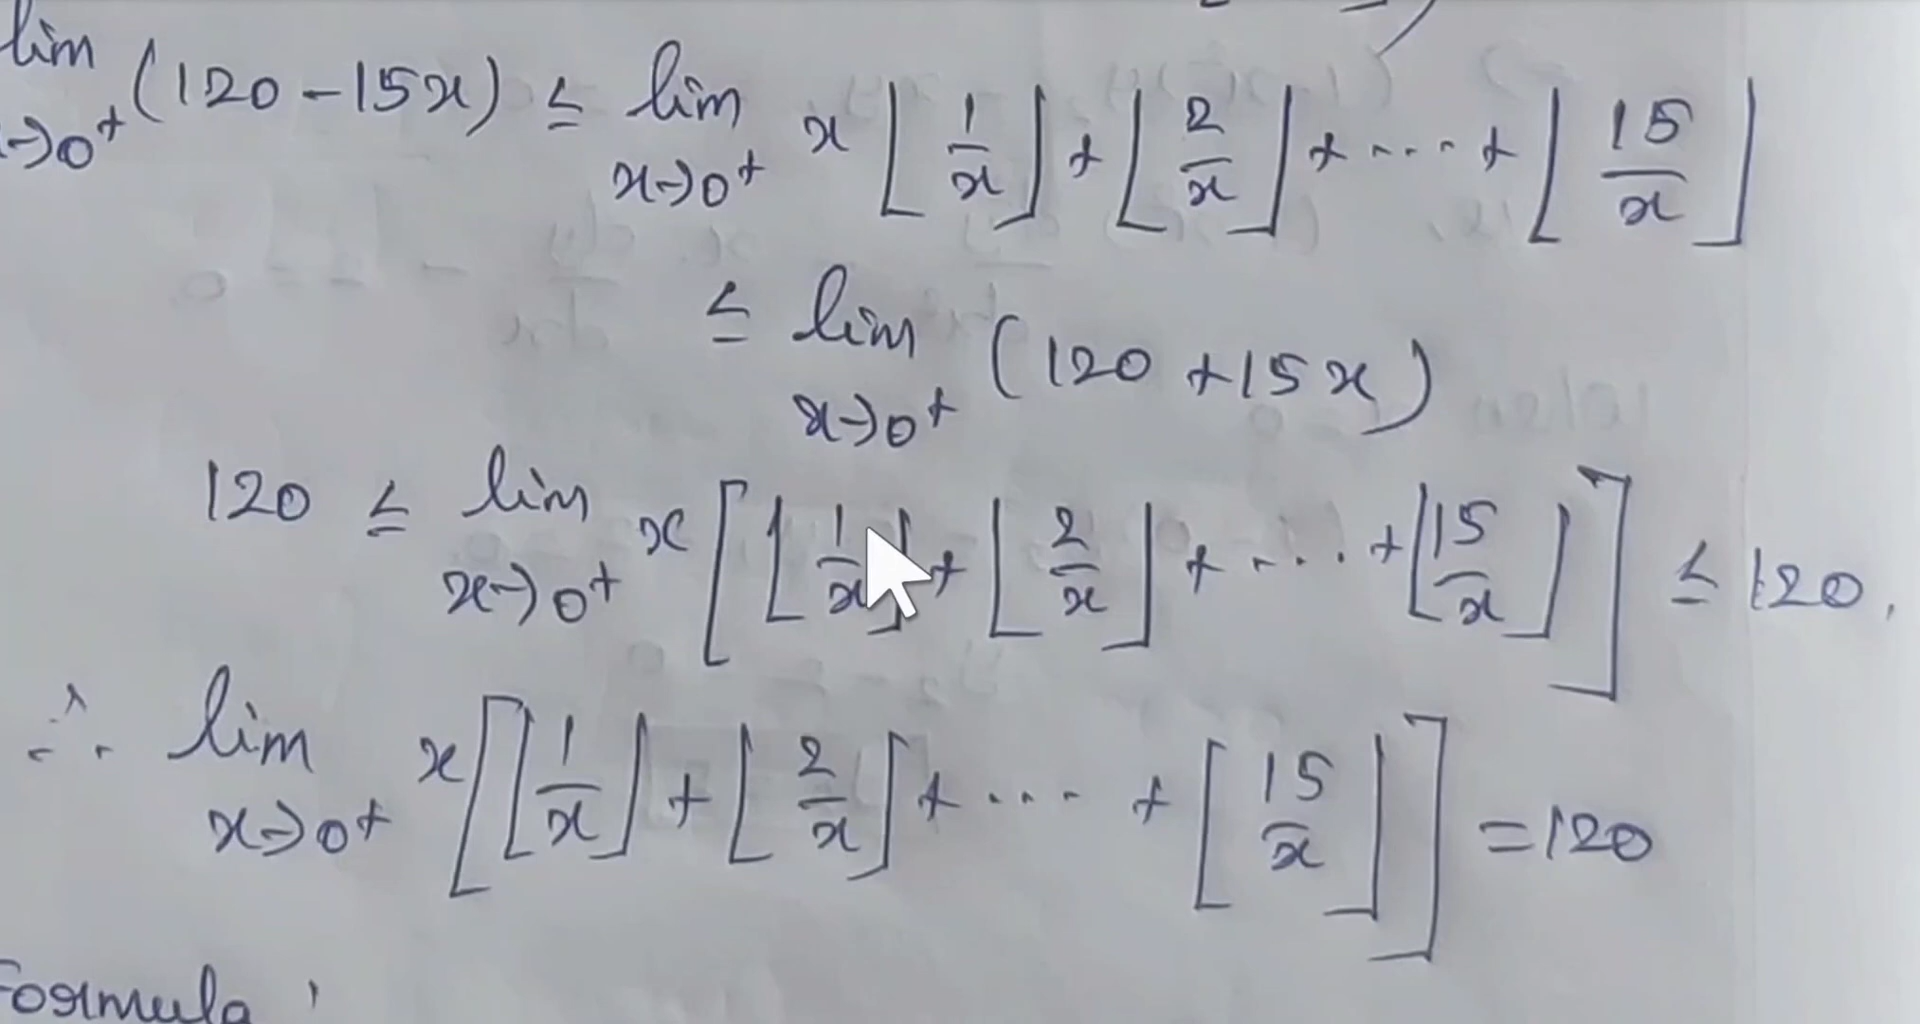 lim x→0⁺ (120 - 15x) ≤ lim x→0⁺ x ⌊1/x⌋ + ⌊2/x⌋ + ... + ⌊15/x⌋
≤ lim x→0⁺ (120 + 15x)
120 ≤ lim x→0⁺ x [⌊1/x⌋ + ⌊2/x⌋ + ... + ⌊15/x⌋] ≤ 120.
∴ lim x→0⁺ x [⌊1/x⌋ + ⌊2/x⌋ + ... + ⌊15/x⌋] = 120
Formula :